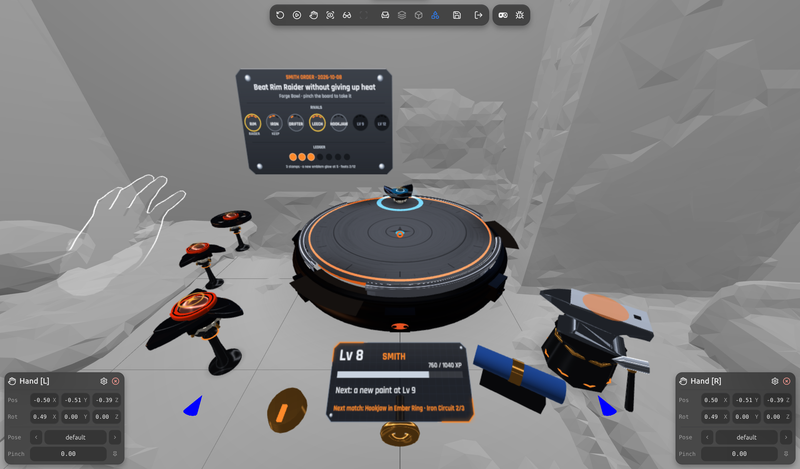 SMITH ORDER · 2026-10-08
Beat Rim Raider without giving up heat
Forge Bowl · pinch the board to take it
RIVALS
RIM
DRIFTER
LEECH
HOOKJAW
LV 9
RAIDER
KEEP
LEDGER
Lv 8
SMITH
760 / 1040 XP
Next: a new paint at Lv 9
Next match: Hookjaw in Ember Ring · Iron Circuit 2/3
Hand [L]
Pos
-0.50 X
-0.51 Y
-0.39 Z
Rot
0.49 X
0.00 Y
0.00 Z
Pose
default
Pinch
0.00
Hand [R]
Pos
0.50 X
-0.51 Y
-0.39 Z
Rot
0.49 X
0.00 Y
0.00 Z
Pose
default
Pinch
0.00